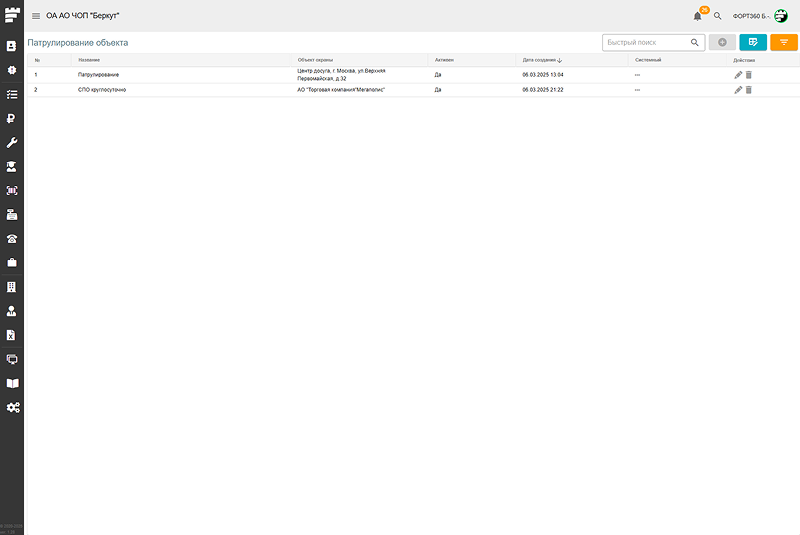 ОА АО ЧОП "Беркут"
26
ФОРТ360 Б.-.
Патрулирование объекта
Быстрый поиск
№ Название Объект охраны Активен Дата создания Системный Действия
1 Патрулирование Центр досуга, г. Москва, ул.Верхняя Первомайская, д.32 Да 06.03.2025 13:04 ---
2 СПО круглосуточно АО "Торговая компания"Мегаполис" Да 06.03.2025 21:22 ---